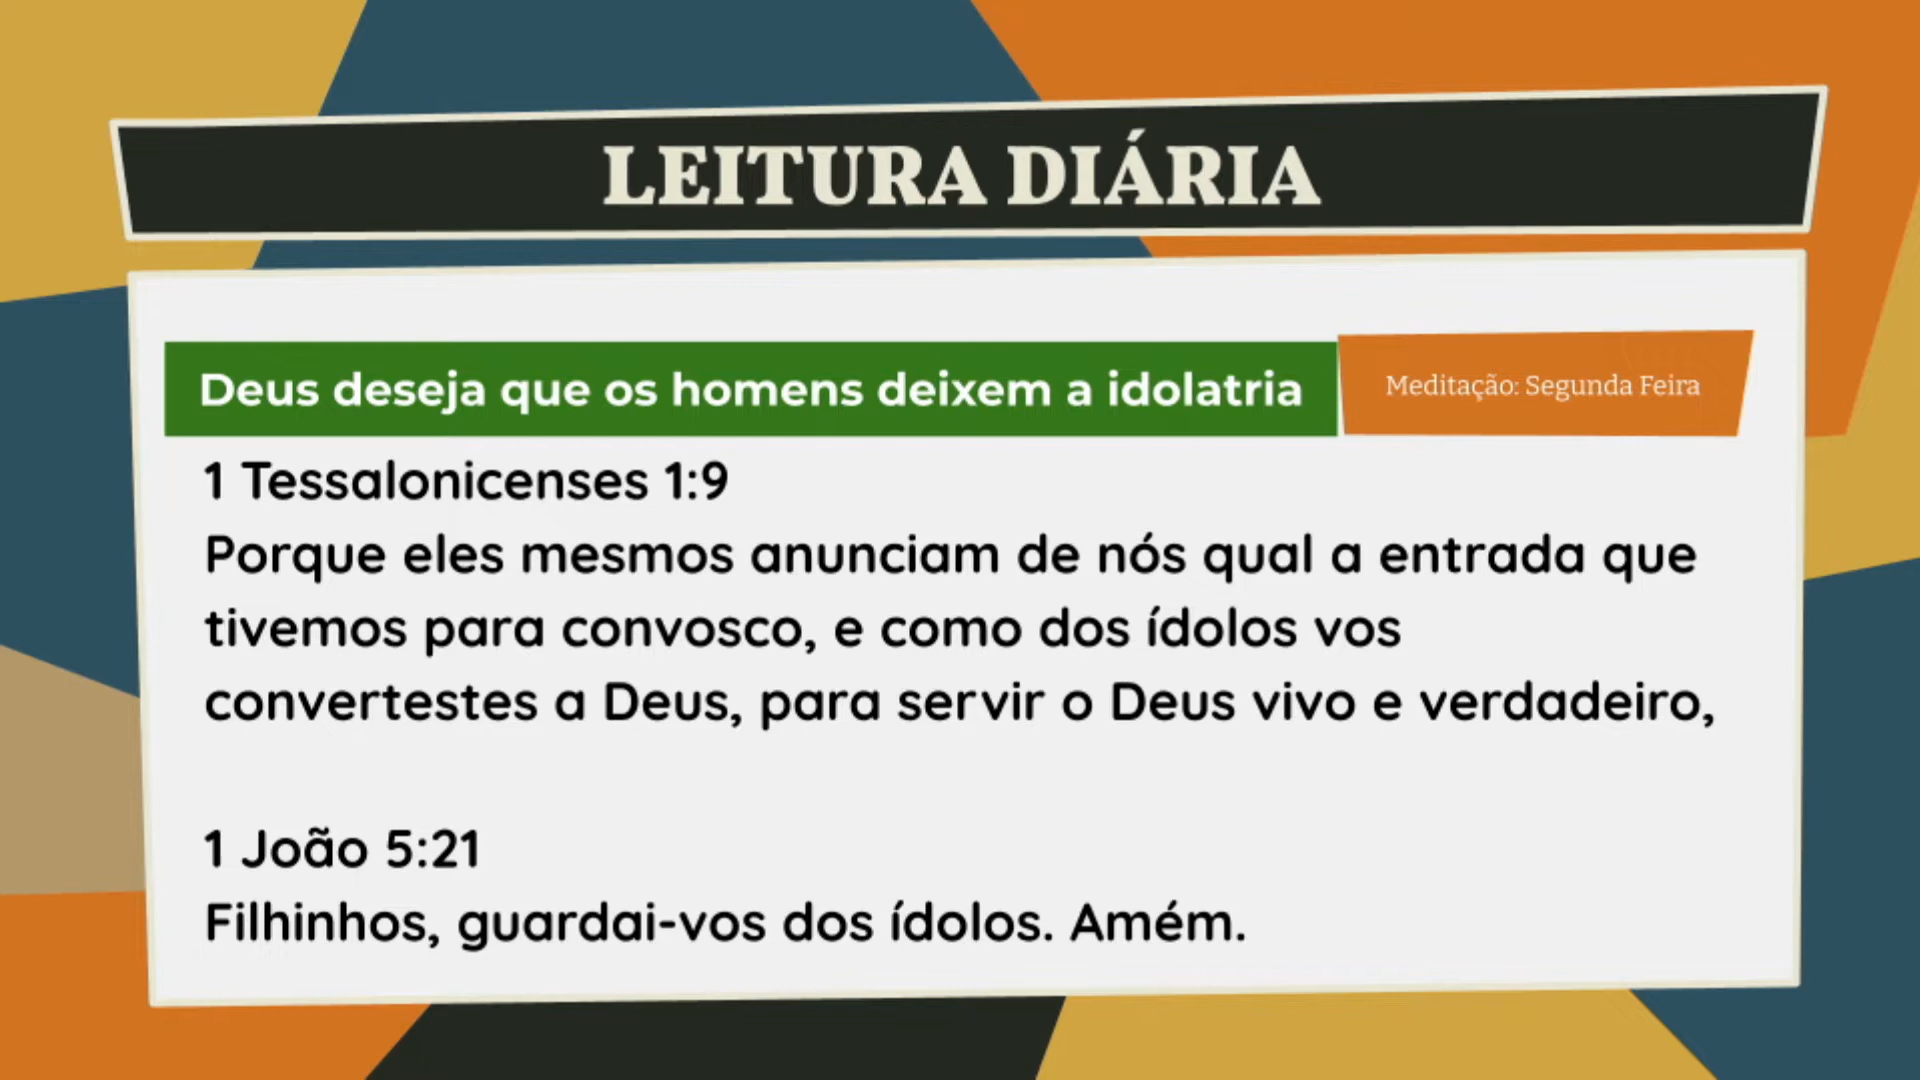 LEITURA DIÁRIA
Deus deseja que os homens deixem a idolatria
Meditação: Segunda Feira
1 Tessalonicenses 1:9
Porque eles mesmos anunciam de nós qual a entrada que
tivemos para convosco, e como dos ídolos vos
convertestes a Deus, para servir o Deus vivo e verdadeiro,
1 João 5:21
Filhinhos, guardai-vos dos ídolos. Amém.